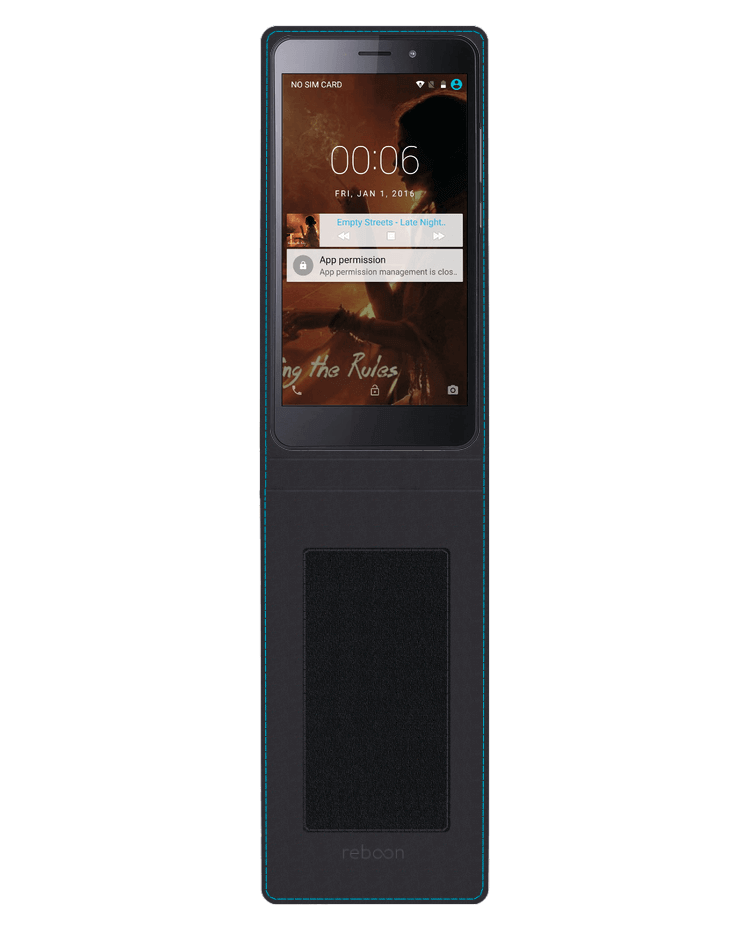 NO SIM CARD
00:06
FRI, JAN 1, 2016
Empty Streets - Late Night..
App permission
App permission management is clos..
ng the Rules
reboon